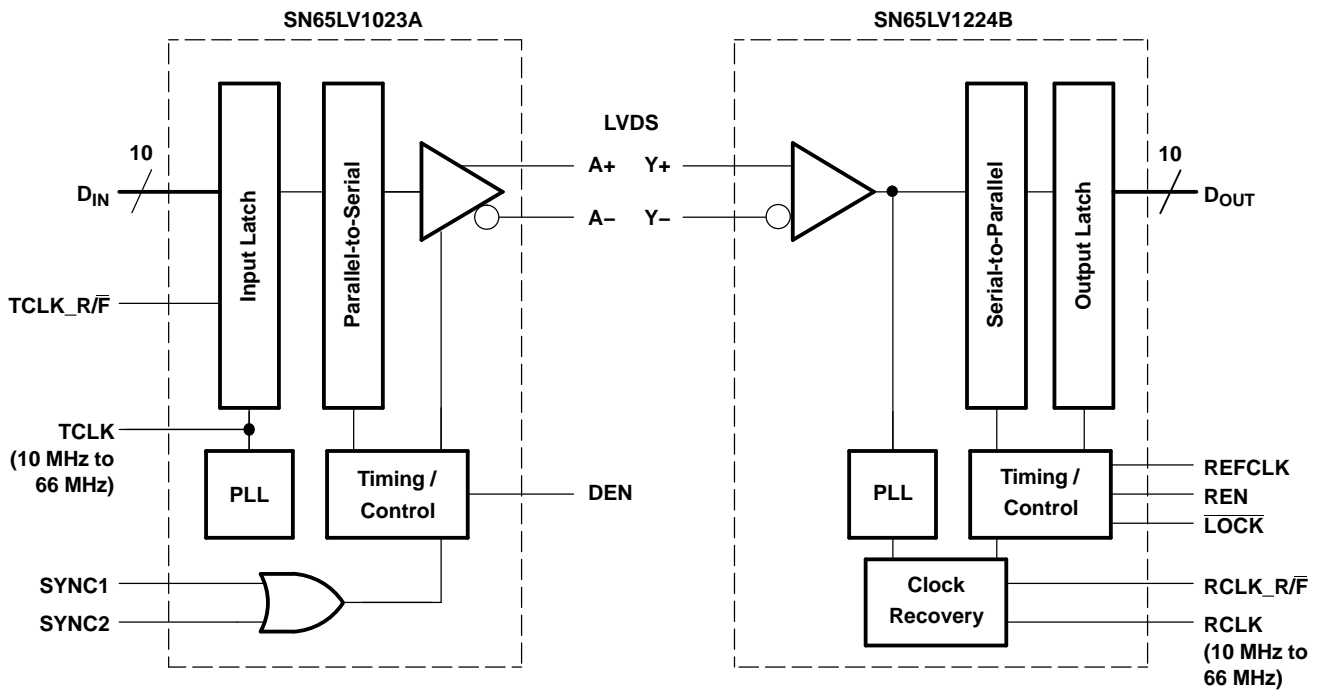 SN65LV1023A
SN65LV1224B
LVDS
10
D_IN
Input Latch
Parallel-to-Serial
A+
Y+
A–
Y–
Serial-to-Parallel
Output Latch
10
D_OUT
TCLK_R/F̅
TCLK
(10 MHz to
66 MHz)
PLL
Timing /
Control
DEN
PLL
Timing /
Control
REFCLK
REN
L̅O̅C̅K̅
SYNC1
SYNC2
Clock
Recovery
RCLK_R/F̅
RCLK
(10 MHz to
66 MHz)